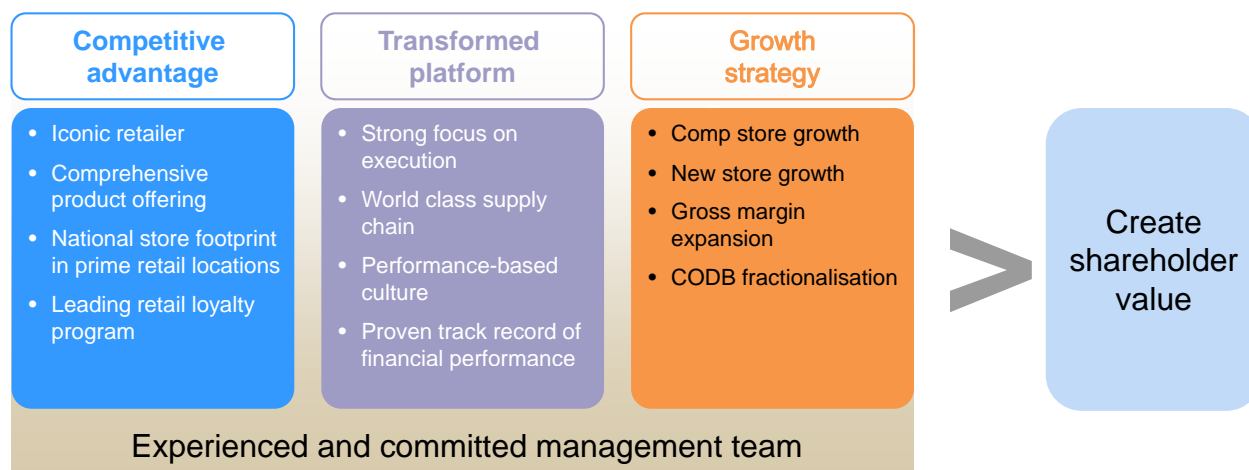 Competitive
advantage
• Iconic retailer
• Comprehensive
product offering
• National store footprint
in prime retail locations
• Leading retail loyalty
program
Transformed
platform
• Strong focus on
execution
• World class supply
chain
• Performance-based
culture
• Proven track record of
financial performance
Growth
strategy
• Comp store growth
• New store growth
• Gross margin
expansion
• CODB fractionalisation
>
Create
shareholder
value
Experienced and committed management team